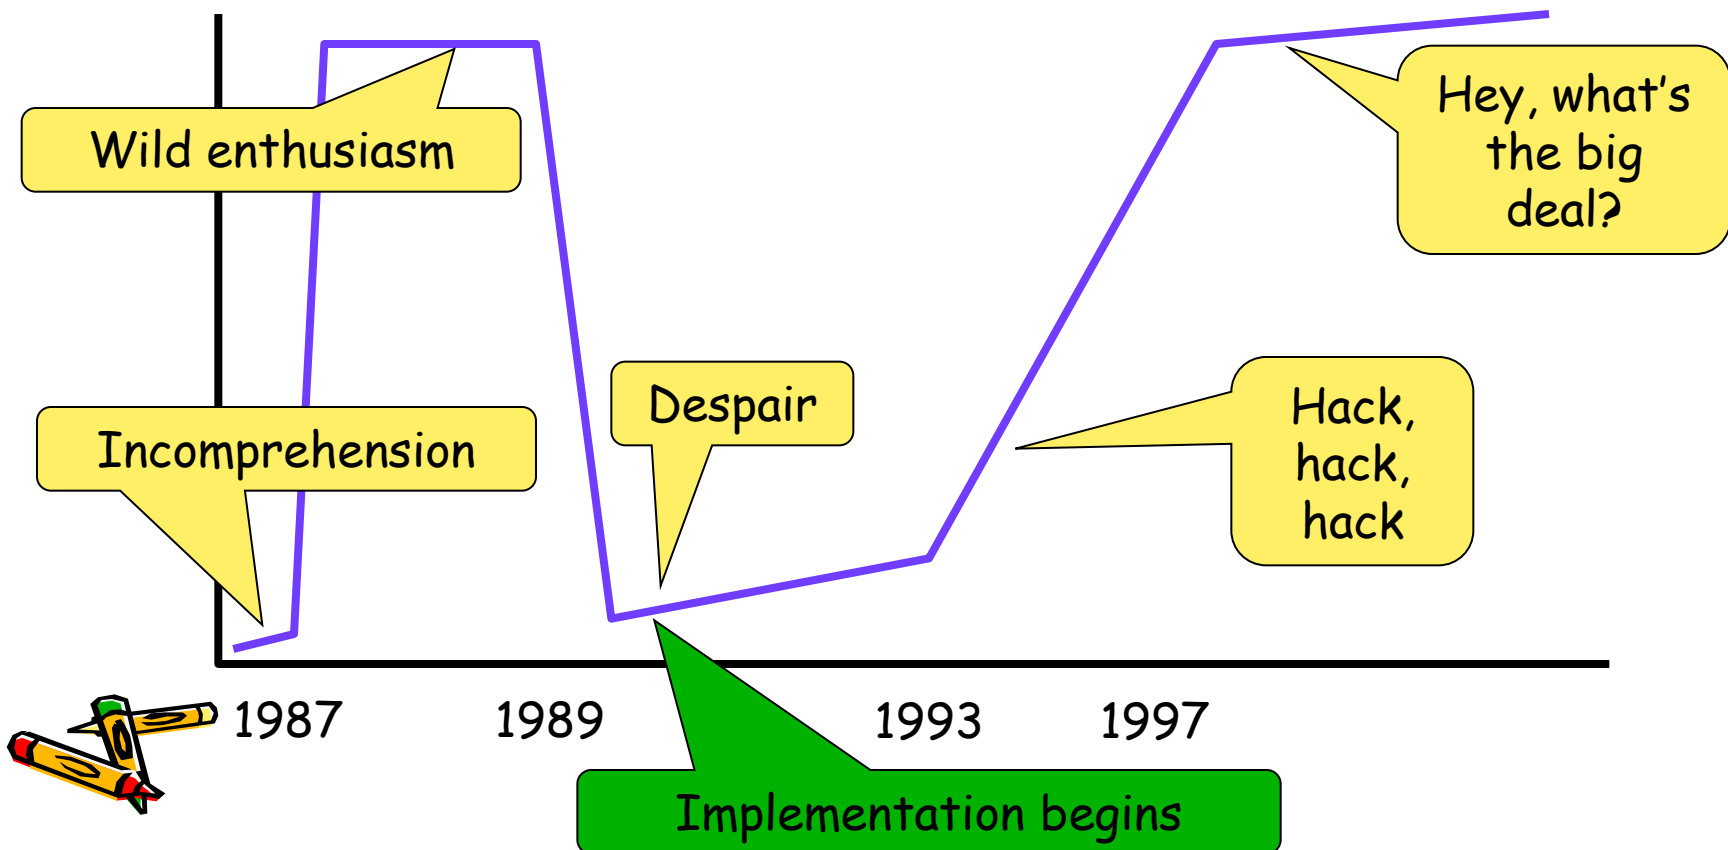 Wild enthusiasm
Hey, what's
the big
deal?
Incomprehension
Despair
Hack,
hack,
hack
1987
1989
1993
1997
Implementation begins